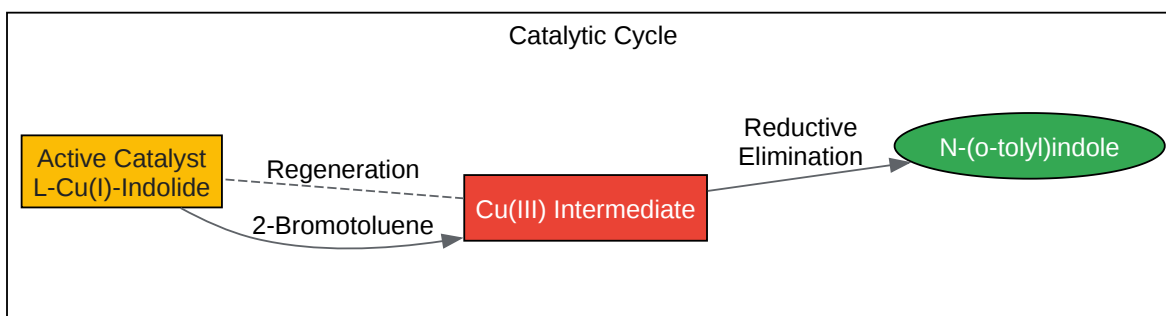 Catalytic Cycle
Active Catalyst
L-Cu(I)-Indolide
Regeneration
2-Bromotoluene
Cu(III) Intermediate
Reductive
Elimination
N-(o-tolyl)indole